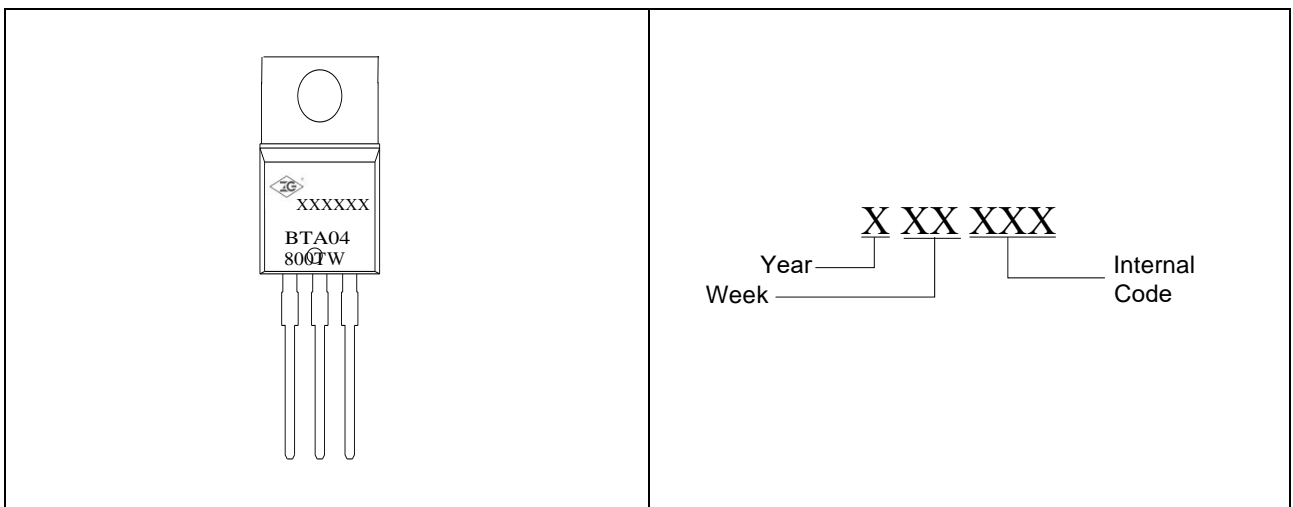 XXXXXX
BTA04
800TW
X XX XXX
Year
Week
Internal
Code